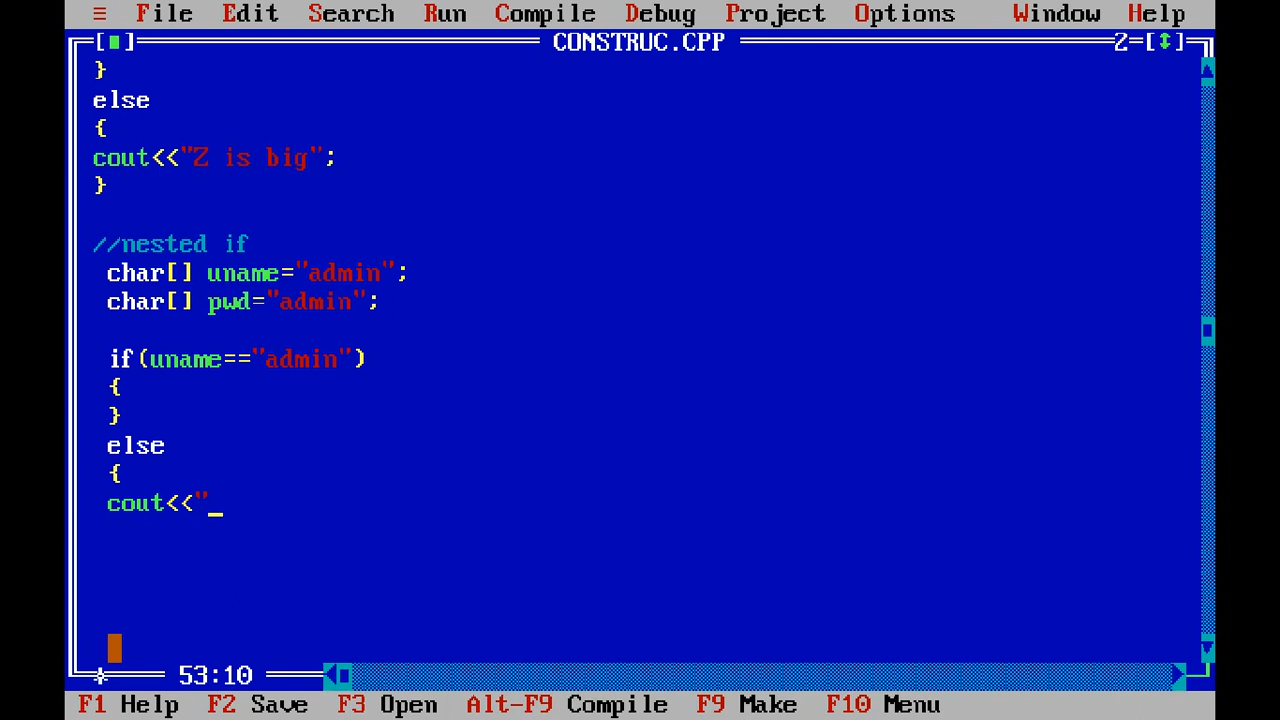 ≡ File Edit Search Run Compile Debug Project Options Window Help
[■] CONSTRUC.CPP 2=[↕]
}
else
{
cout<<"Z is big";
}
//nested if
char[] uname="admin";
char[] pwd="admin";
if(uname=="admin")
{
}
else
{
cout<<"_
53:10
F1 Help F2 Save F3 Open Alt-F9 Compile F9 Make F10 Menu